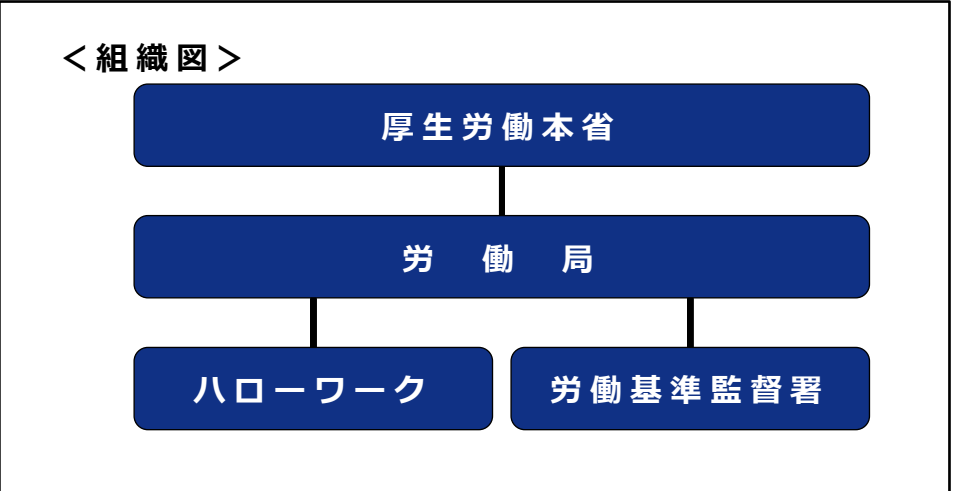 ＜組織図＞
厚生労働本省
労働局
ハローワーク
労働基準監督署